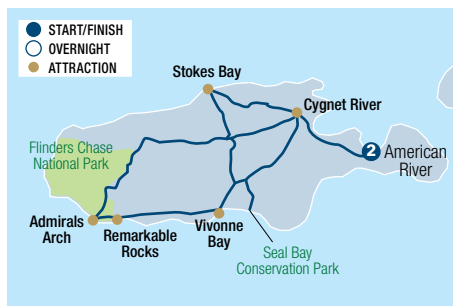 START/FINISH
OVERNIGHT
ATTRACTION
Stokes Bay
Cygnet River
Flinders Chase
National Park
2 American
River
Admirals
Arch
Remarkable
Rocks
Vivonne
Bay
Seal Bay
Conservation Park